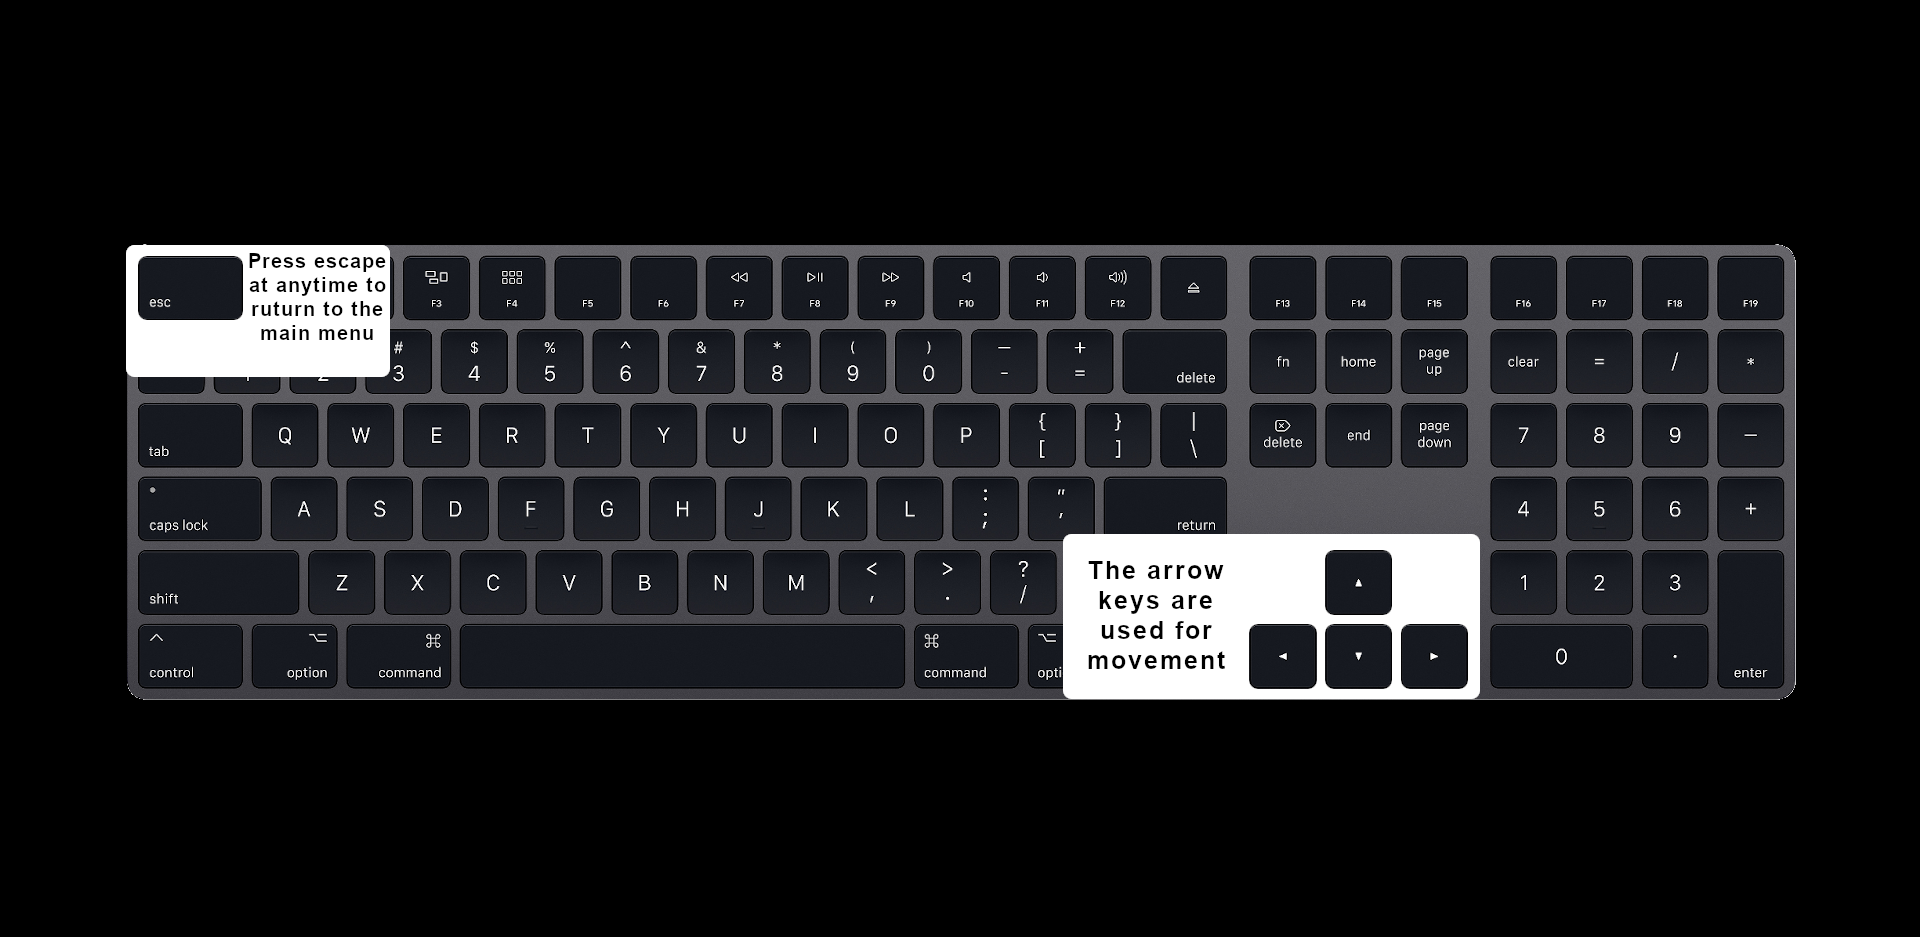 esc
Press escape
at anytime to
ruturn to the
main menu
F3 F4 F5 F6 F7 F8 F9 F10 F11 F12 F13 F14 F15 F16 F17 F18 F19
# $ % ^ & * ( ) — +
3 4 5 6 7 8 9 0 - = delete fn home page up clear = / *
tab Q W E R T Y U I O P { [ } ] | \ delete end page down 7 8 9 —
caps lock A S D F G H J K L : ; " ' return 4 5 6 +
shift Z X C V B N M < , > . ? / 1 2 3
control option command command opti 0 . enter
The arrow
keys are
used for
movement